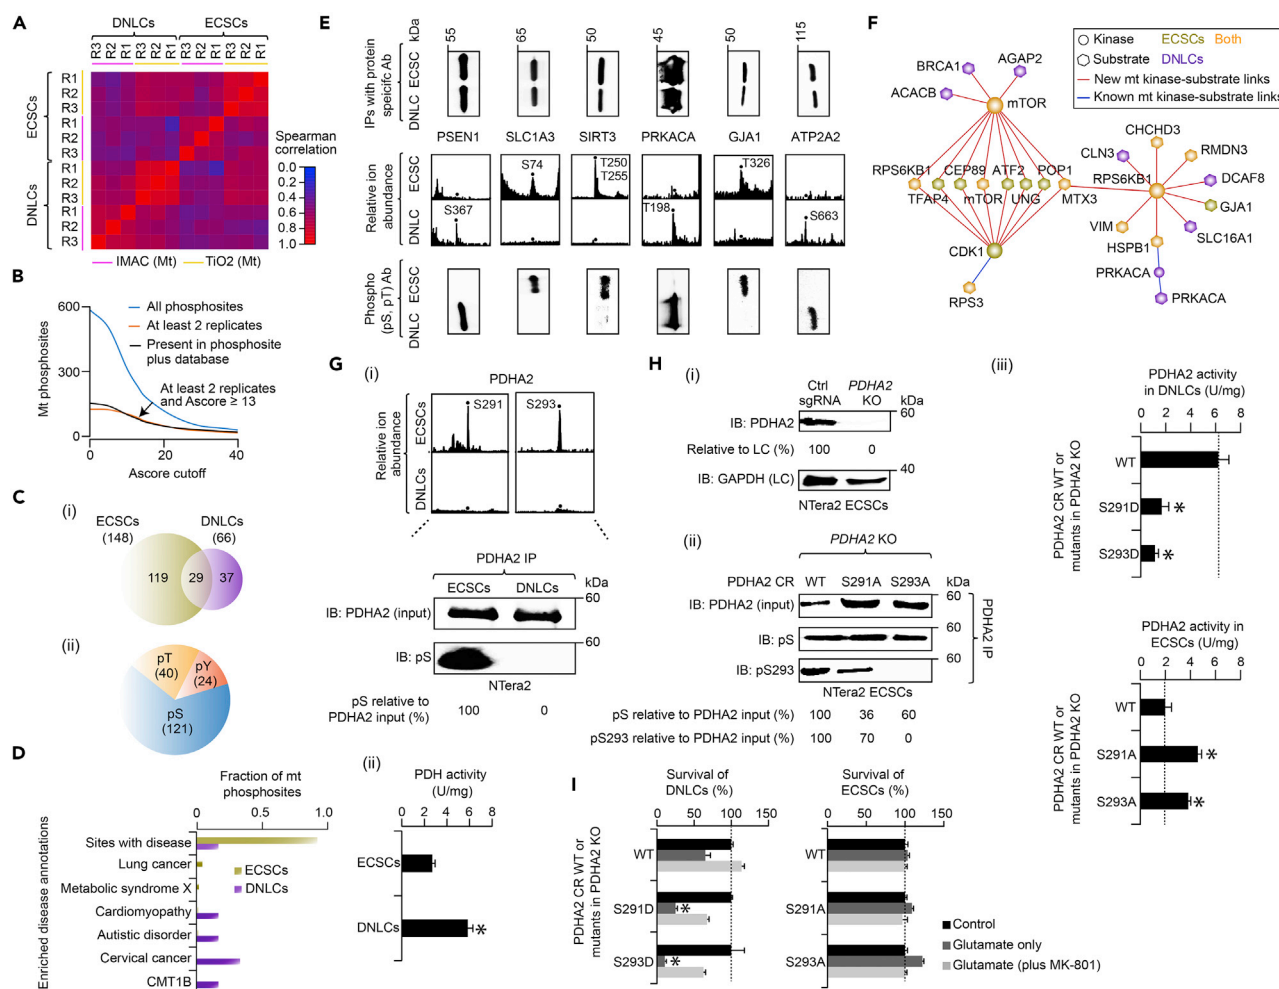 A
DNLCs
ECSCs
R3
R2
R1
R3
R2
R1
R3
R2
R1
R3
R2
R1
ECSCs
R1
R2
R3
R1
R2
R3
DNLCs
R1
R2
R3
R1
R2
R3
Spearman
correlation
0.0
0.2
0.4
0.6
0.8
1.0
IMAC (Mt)
TiO2 (Mt)
B
Mt phosphosites
600
300
0
All phosphosites
At least 2 replicates
Present in phosphosite
plus database
At least 2 replicates
and Ascore ≥ 13
0
20
40
Ascore cutoff
C
(i)
ECSCs
(148)
DNLCs
(66)
119
29
37
(ii)
pT
(40)
pY
(24)
pS
(121)
D
Fraction of mt
phosphosites
0
0.5
1.0
Enriched disease annotations
Sites with disease
Lung cancer
Metabolic syndrome X
Cardiomyopathy
Autistic disorder
Cervical cancer
CMT1B
ECSCs
DNLCs
E
kDa
55
65
50
45
50
115
IPs with protein
speicifc Ab
ECSC
DNLC
PSEN1
SLC1A3
SIRT3
PRKACA
GJA1
ATP2A2
Relative ion
abundance
ECSC
DNLC
S74
T250
T255
T326
S367
T198
S663
Phospho
(pS, pT) Ab
ECSC
DNLC
F
Kinase
Substrate
ECSCs
Both
DNLCs
New mt kinase-substrate links
Known mt kinase-substrate links
BRCA1
AGAP2
ACACB
mTOR
RPS6KB1
CEP89
ATF2
POP1
TFAP4
mTOR
UNG
MTX3
CDK1
RPS3
CHCHD3
CLN3
RMDN3
RPS6KB1
DCAF8
GJA1
VIM
SLC16A1
HSPB1
PRKACA
PRKACA
G
(i)
PDHA2
Relative ion
abundance
ECSCs
DNLCs
S291
S293
PDHA2 IP
ECSCs
DNLCs
kDa
60
IB: PDHA2 (input)
60
IB: pS
NTera2
pS relative to
PDHA2 input (%)
100
0
(ii)
PDH activity
(U/mg)
0
2
4
6
8
ECSCs
DNLCs
*
H
(i)
Ctrl
sgRNA
PDHA2
KO
kDa
60
IB: PDHA2
Relative to LC (%)
100
0
40
IB: GAPDH (LC)
NTera2 ECSCs
(ii)
PDHA2 KO
PDHA2 CR
WT
S291A
S293A
kDa
60
IB: PDHA2 (input)
60
IB: pS
60
IB: pS293
PDHA2 IP
NTera2 ECSCs
pS relative to PDHA2 input (%)
100
36
60
pS293 relative to PDHA2 input (%)
100
70
0
(iii)
PDHA2 activity
in DNLCs (U/mg)
0
2
4
6
8
PDHA2 CR WT or
mutants in PDHA2 KO
WT
S291D
*
S293D
*
PDHA2 activity in
ECSCs (U/mg)
0
2
4
6
8
PDHA2 CR WT or
mutants in PDHA2 KO
WT
S291A
*
S293A
*
I
Survival of
DNLCs (%)
0
50
100
150
PDHA2 CR WT or
mutants in PDHA2 KO
WT
S291D
*
S293D
*
Survival of
ECSCs (%)
0
50
100
150
WT
S291A
S293A
Control
Glutamate only
Glutamate (plus MK-801)